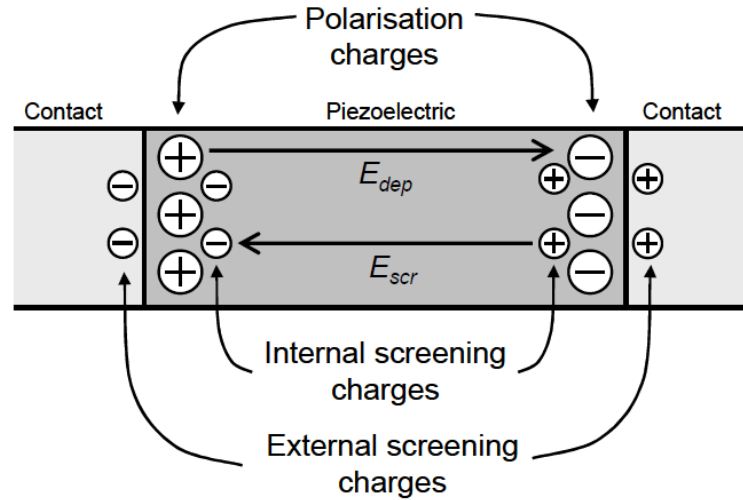 Polarisation
charges
Contact
Piezoelectric
Contact
E_dep
E_scr
Internal screening
charges
External screening
charges